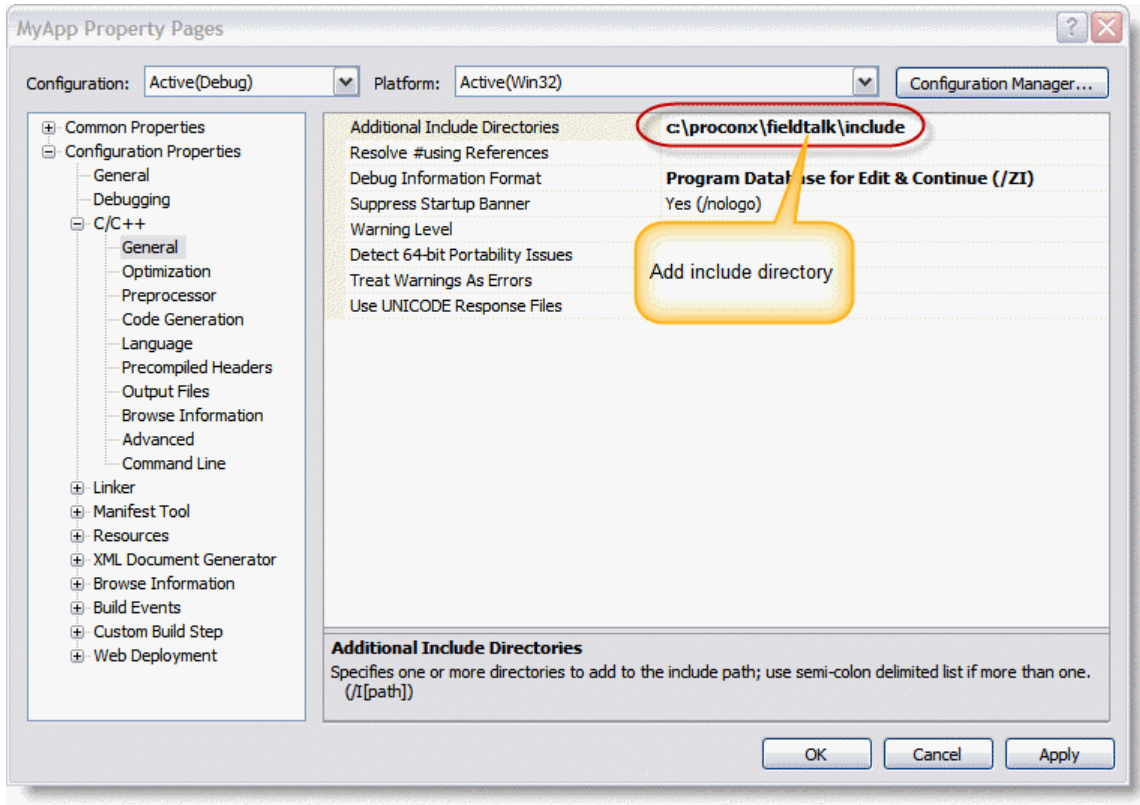 MyApp Property Pages
Configuration: Active(Debug) Platform: Active(Win32) Configuration Manager...
Common Properties
Configuration Properties
General
Debugging
C/C++
General
Optimization
Preprocessor
Code Generation
Language
Precompiled Headers
Output Files
Browse Information
Advanced
Command Line
Linker
Manifest Tool
Resources
XML Document Generator
Browse Information
Build Events
Custom Build Step
Web Deployment
Additional Include Directories c:\proconx\fieldtalk\include
Resolve #using References
Debug Information Format Program Database for Edit & Continue (/ZI)
Suppress Startup Banner Yes (/nologo)
Warning Level
Detect 64-bit Portability Issues
Treat Warnings As Errors
Use UNICODE Response Files
Add include directory
Additional Include Directories
Specifies one or more directories to add to the include path; use semi-colon delimited list if more than one.
(/I[path])
OK Cancel Apply